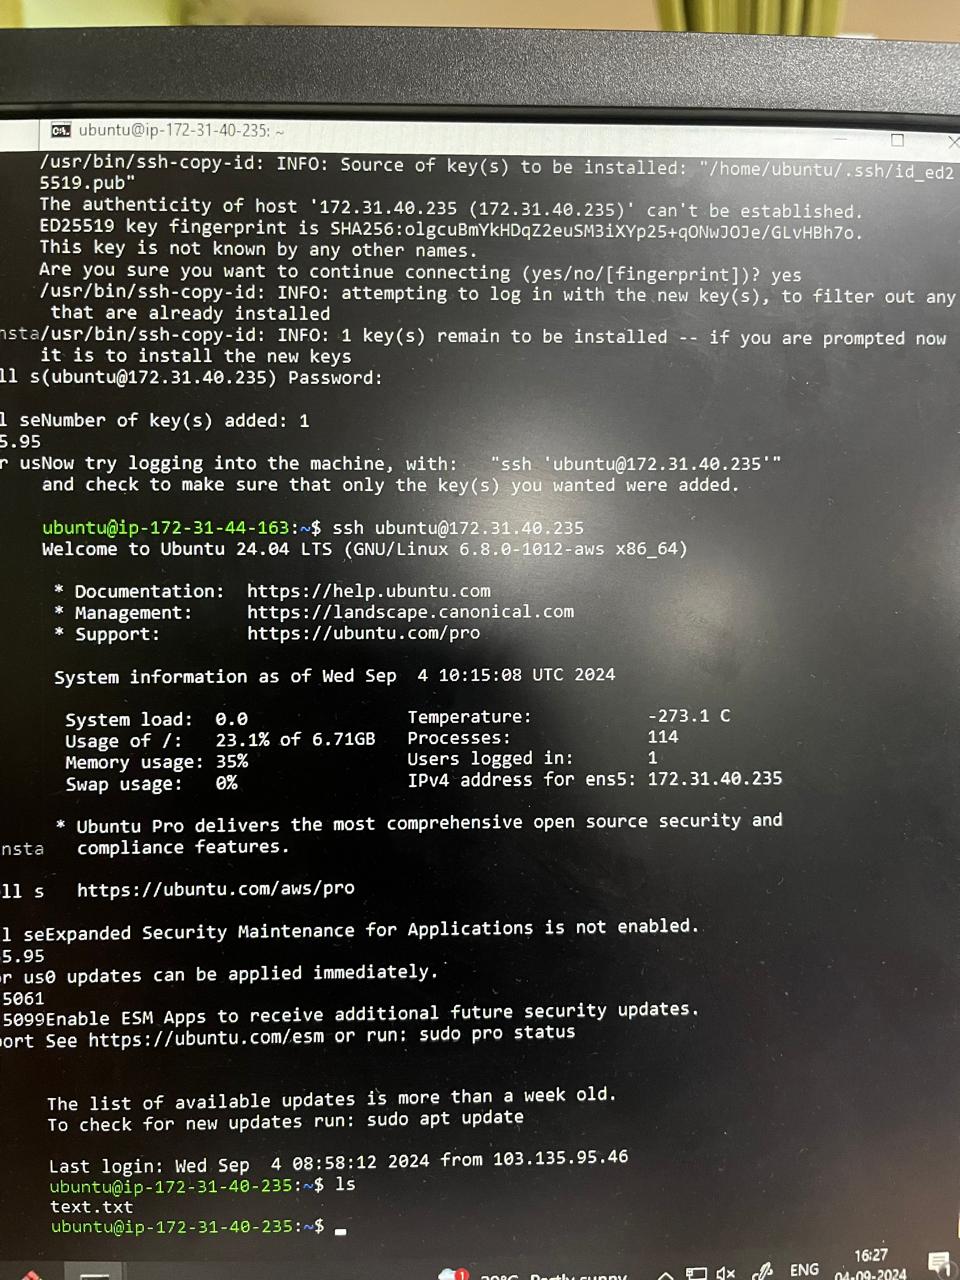 ubuntu@ip-172-31-40-235: ~
/usr/bin/ssh-copy-id: INFO: Source of key(s) to be installed: "/home/ubuntu/.ssh/id_ed2
5519.pub"
The authenticity of host '172.31.40.235 (172.31.40.235)' can't be established.
ED25519 key fingerprint is SHA256:olgcuBmYkHDqZ2euSM3iXYp25+qONwJOJe/GLvHBh7o.
This key is not known by any other names.
Are you sure you want to continue connecting (yes/no/[fingerprint])? yes
/usr/bin/ssh-copy-id: INFO: attempting to log in with the new key(s), to filter out any
that are already installed
nsta/usr/bin/ssh-copy-id: INFO: 1 key(s) remain to be installed -- if you are prompted now
it is to install the new keys
ll s(ubuntu@172.31.40.235) Password:
l seNumber of key(s) added: 1
5.95
r usNow try logging into the machine, with:   "ssh 'ubuntu@172.31.40.235'"
and check to make sure that only the key(s) you wanted were added.
ubuntu@ip-172-31-44-163:~$ ssh ubuntu@172.31.40.235
Welcome to Ubuntu 24.04 LTS (GNU/Linux 6.8.0-1012-aws x86_64)
* Documentation:  https://help.ubuntu.com
* Management:     https://landscape.canonical.com
* Support:        https://ubuntu.com/pro
System information as of Wed Sep  4 10:15:08 UTC 2024
System load:  0.0                Temperature:           -273.1 C
Usage of /:   23.1% of 6.71GB    Processes:             114
Memory usage: 35%                Users logged in:       1
Swap usage:   0%                 IPv4 address for ens5: 172.31.40.235
* Ubuntu Pro delivers the most comprehensive open source security and
nsta   compliance features.
ll s   https://ubuntu.com/aws/pro
l seExpanded Security Maintenance for Applications is not enabled.
5.95
or us0 updates can be applied immediately.
5061
5099Enable ESM Apps to receive additional future security updates.
ort See https://ubuntu.com/esm or run: sudo pro status
The list of available updates is more than a week old.
To check for new updates run: sudo apt update
Last login: Wed Sep  4 08:58:12 2024 from 103.135.95.46
ubuntu@ip-172-31-40-235:~$ ls
text.txt
ubuntu@ip-172-31-40-235:~$
ENG
16:27
04-09-2024